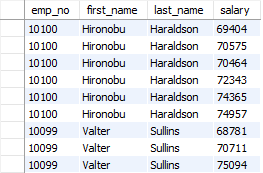 emp_no first_name last_name salary
10100 Hironobu Haraldson 69404
10100 Hironobu Haraldson 70575
10100 Hironobu Haraldson 70464
10100 Hironobu Haraldson 72343
10100 Hironobu Haraldson 74365
10100 Hironobu Haraldson 74957
10099 Valter Sullins 68781
10099 Valter Sullins 70711
10099 Valter Sullins 75094